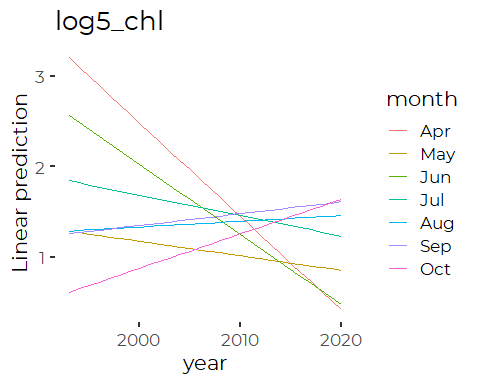 log5_chl
Linear prediction
3
2
1
2000
2010
2020
year
month
Apr
May
Jun
Jul
Aug
Sep
Oct